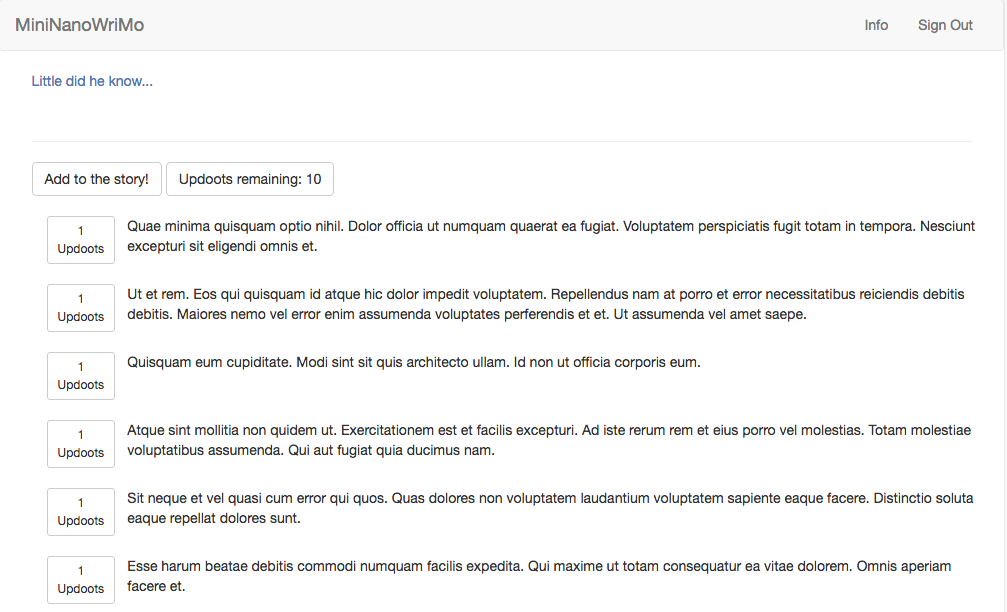 MiniNanoWriMo Info Sign Out
Little did he know...
Add to the story! Updoots remaining: 10
1
Updoots
Quae minima quisquam optio nihil. Dolor officia ut numquam quaerat ea fugiat. Voluptatem perspiciatis fugit totam in tempora. Nesciunt
excepturi sit eligendi omnis et.
1
Updoots
Ut et rem. Eos qui quisquam id atque hic dolor impedit voluptatem. Repellendus nam at porro et error necessitatibus reiciendis debitis
debitis. Maiores nemo vel error enim assumenda voluptates perferendis et et. Ut assumenda vel amet saepe.
1
Updoots
Quisquam eum cupiditate. Modi sint sit quis architecto ullam. Id non ut officia corporis eum.
1
Updoots
Atque sint mollitia non quidem ut. Exercitationem est et facilis excepturi. Ad iste rerum rem et eius porro vel molestias. Totam molestiae
voluptatibus assumenda. Qui aut fugiat quia ducimus nam.
1
Updoots
Sit neque et vel quasi cum error qui quos. Quas dolores non voluptatem laudantium voluptatem sapiente eaque facere. Distinctio soluta
eaque repellat dolores sunt.
1
Updoots
Esse harum beatae debitis commodi numquam facilis expedita. Qui maxime ut totam consequatur ea vitae dolorem. Omnis aperiam
facere et.